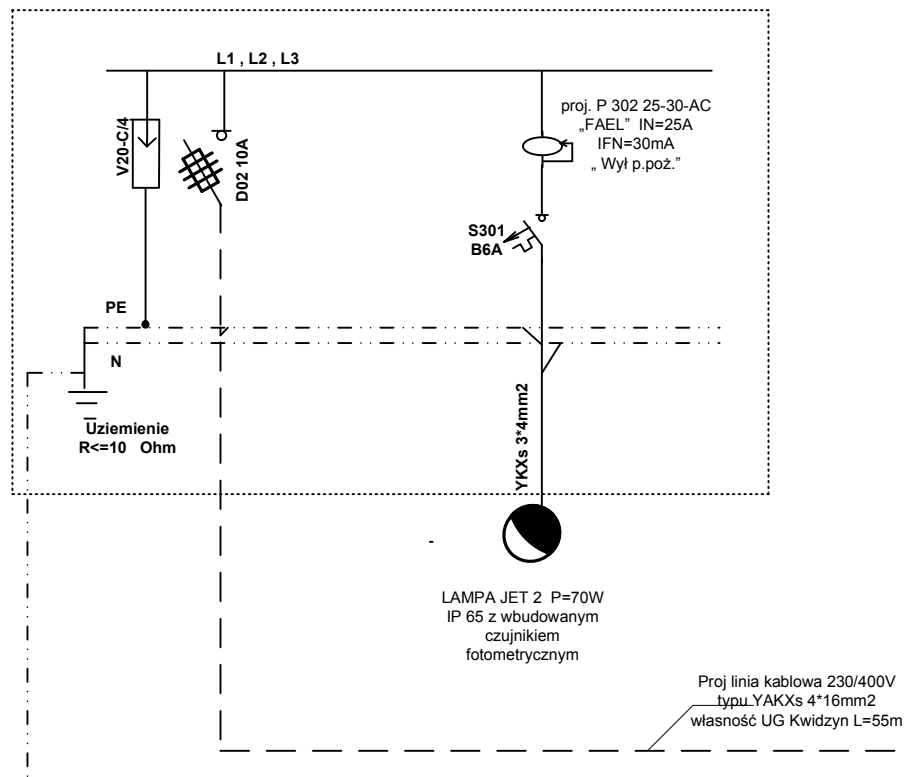 L1 , L2 , L3
V20-C/4
D02 10A
proj. P 302 25-30-AC
„FAEL” IN=25A
IFN=30mA
„ Wył p.poż.”
S301
B6A
PE
N
Uziemienie
R<=10 Ohm
YKXs 3*4mm2
LAMPA JET 2 P=70W
IP 65 z wbudowanym
czujnikiem
fotometrycznym
Proj linia kablowa 230/400V
typu YAKXs 4*16mm2
własność UG Kwidzyn L=55m